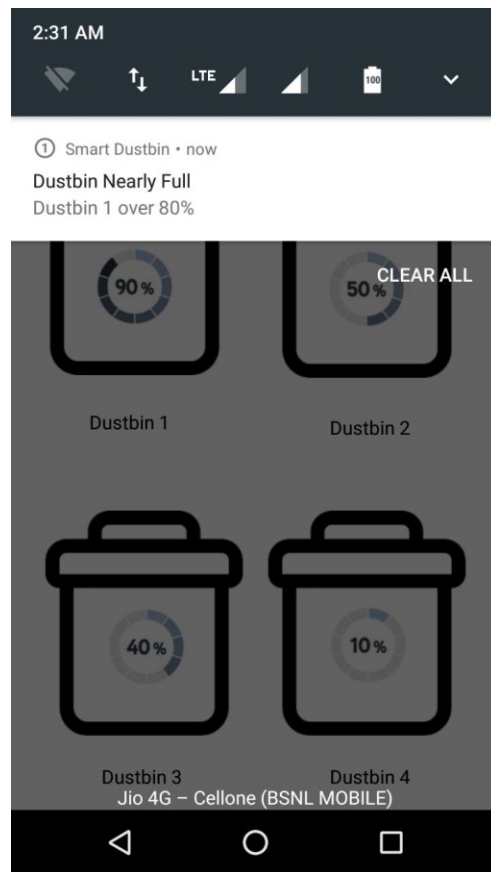 2:31 AM
LTE
100
1 Smart Dustbin • now
Dustbin Nearly Full
Dustbin 1 over 80%
CLEAR ALL
90 %
50 %
Dustbin 1
Dustbin 2
40 %
10 %
Dustbin 3
Dustbin 4
Jio 4G – Cellone (BSNL MOBILE)